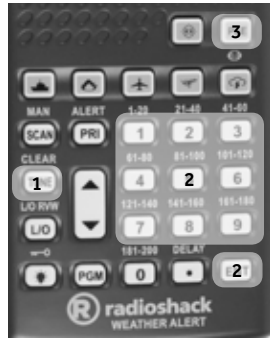 3
MAN ALERT 1-20 21-40 41-60
SCAN PRI 1 2 3
CLEAR 61-80 81-100 101-120
1 4 2 6
L/O RVW 121-140 141-160 161-180
L/O 7 8 9
181-200 DELAY
PGM 0 • 2
R radioshack
WEATHER ALERT